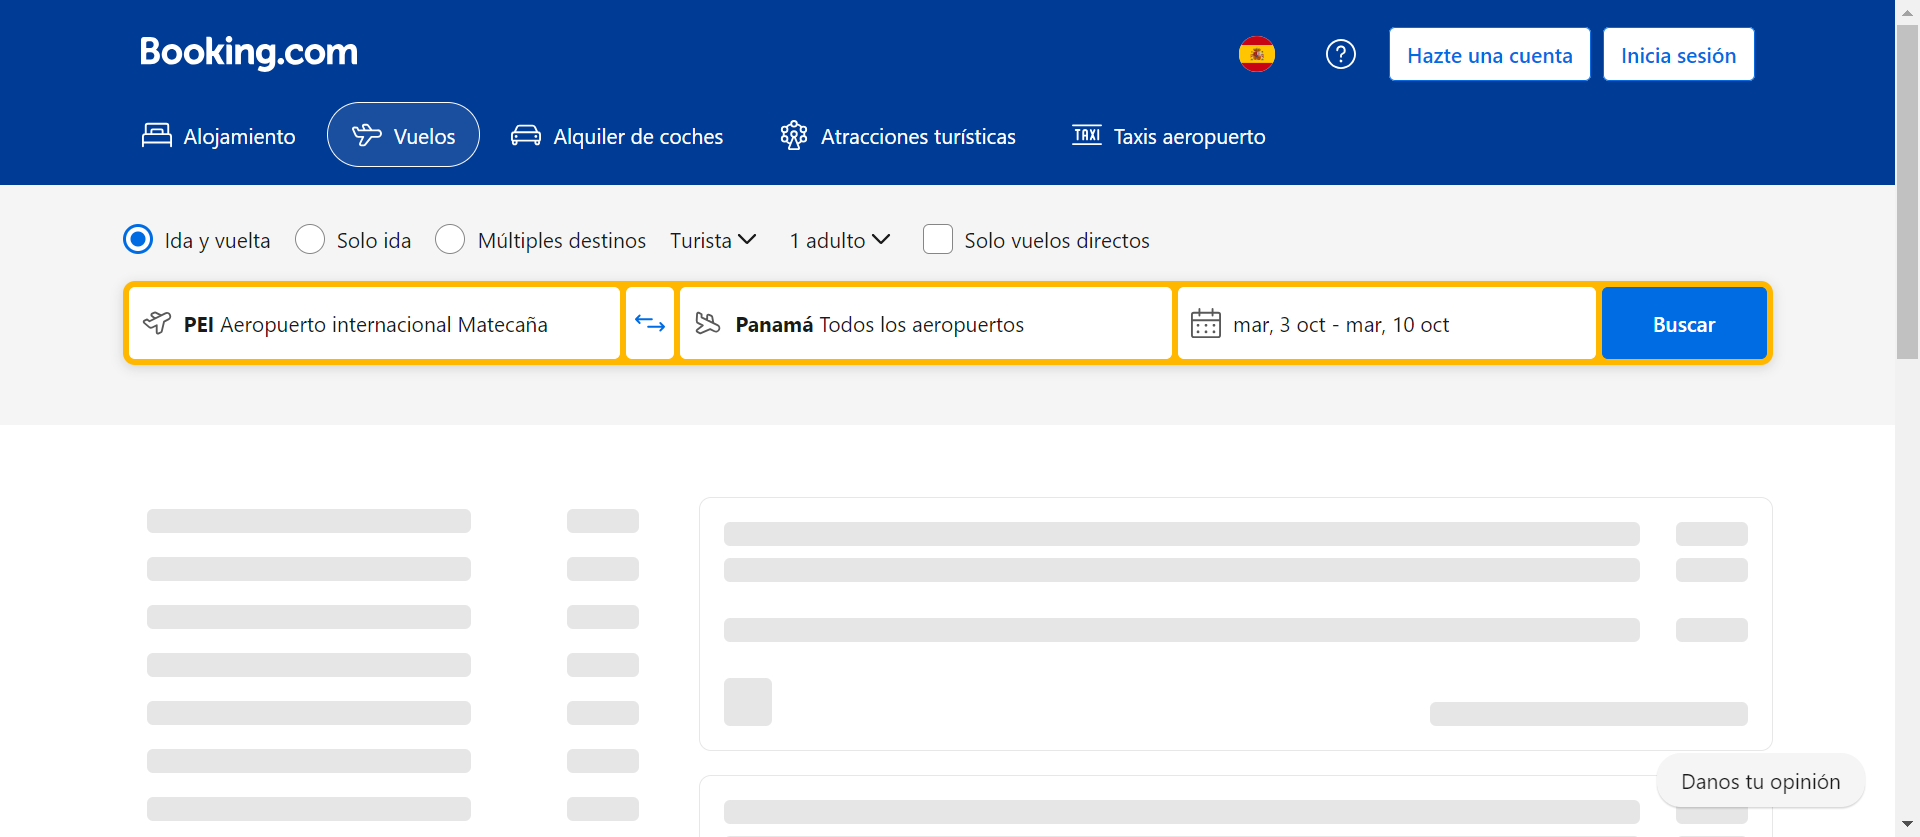 Booking.com
?
Hazte una cuenta
Inicia sesión
Alojamiento
Vuelos
Alquiler de coches
Atracciones turísticas
TAXI
Taxis aeropuerto
Ida y vuelta
Solo ida
Múltiples destinos
Turista
1 adulto
Solo vuelos directos
PEI Aeropuerto internacional Matecaña
Panamá Todos los aeropuertos
mar, 3 oct - mar, 10 oct
Buscar
Danos tu opinión